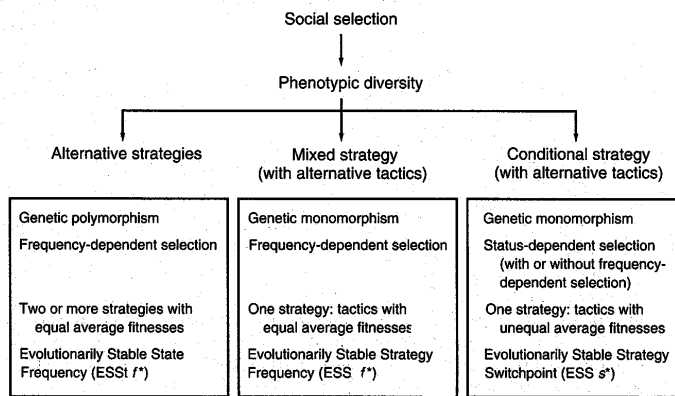 Social selection
Phenotypic diversity
Alternative strategies
Mixed strategy
(with alternative tactics)
Conditional strategy
(with alternative tactics)
Genetic polymorphism
Frequency-dependent selection
Two or more strategies with
equal average fitnesses
Evolutionarily Stable State
Frequency (ESSt f*)
Genetic monomorphism
Frequency-dependent selection
One strategy: tactics with
equal average fitnesses
Evolutionarily Stable Strategy
Frequency (ESS f*)
Genetic monomorphism
Status-dependent selection
(with or without frequency-
dependent selection)
One strategy: tactics with
unequal average fitnesses
Evolutionarily Stable Strategy
Switchpoint (ESS s*)